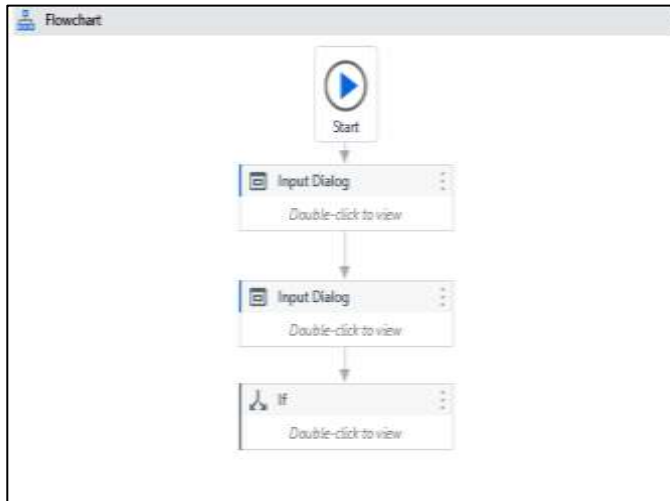 Flowchart
Start
Input Dialog
Double-click to view
Input Dialog
Double-click to view
If
Double-click to view